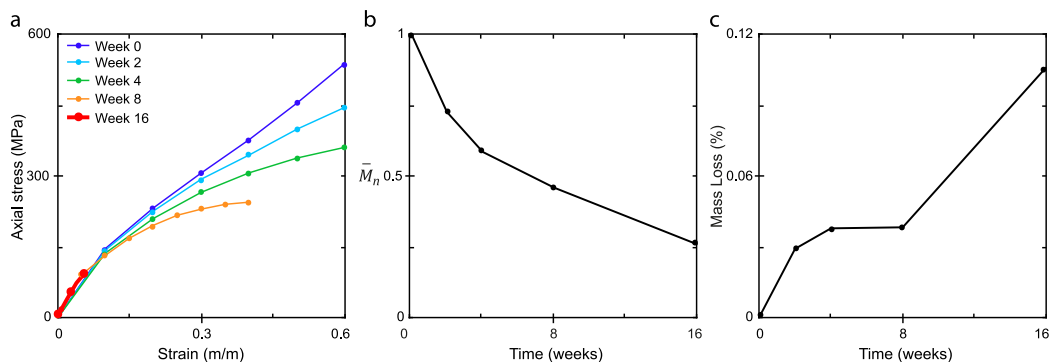 a
600
300
0
0
0.3
0.6
Axial stress (MPa)
Strain (m/m)
Week 0
Week 2
Week 4
Week 8
Week 16
b
1
0.5
0
0
8
16
M̄n
Time (weeks)
c
0.12
0.06
0
0
8
16
Mass Loss (%)
Time (weeks)